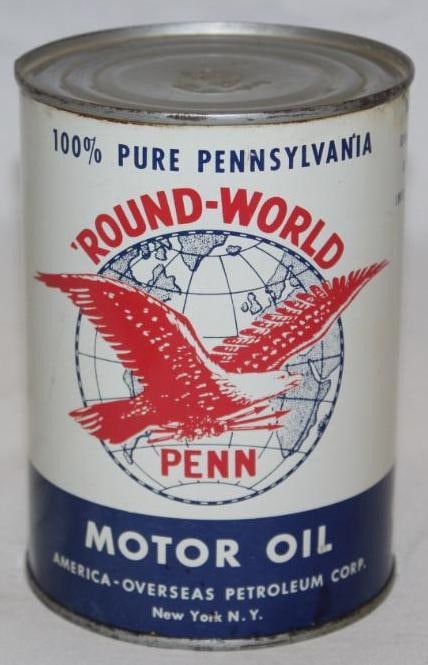 100% PURE PENNSYLVANIA
'ROUND-WORLD
PENN
MOTOR OIL
AMERICA-OVERSEAS PETROLEUM CORP.
New York N.Y.